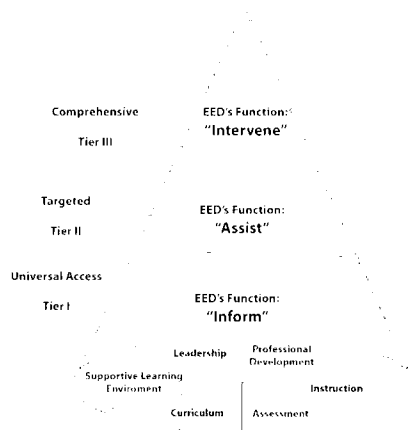 Comprehensive
EED's Function:
"Intervene"
Tier III
Targeted
EED's Function:
"Assist"
Tier II
Universal Access
EED's Function:
Tier I
"Inform"
Leadership
Professional
Development
Supportive Learning
Enviroment
Instruction
Curriculum
Assessment